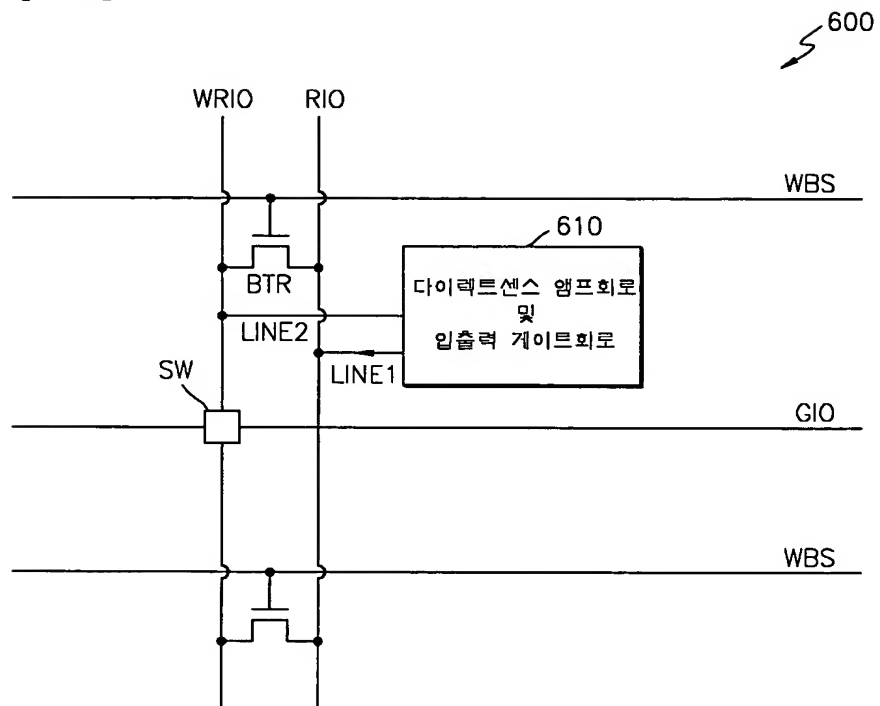 600
WRIO RIO
WBS
610
BTR
다이렉트센스 앰프회로
및
입출력 게이트회로
LINE2
LINE1
SW
GIO
WBS